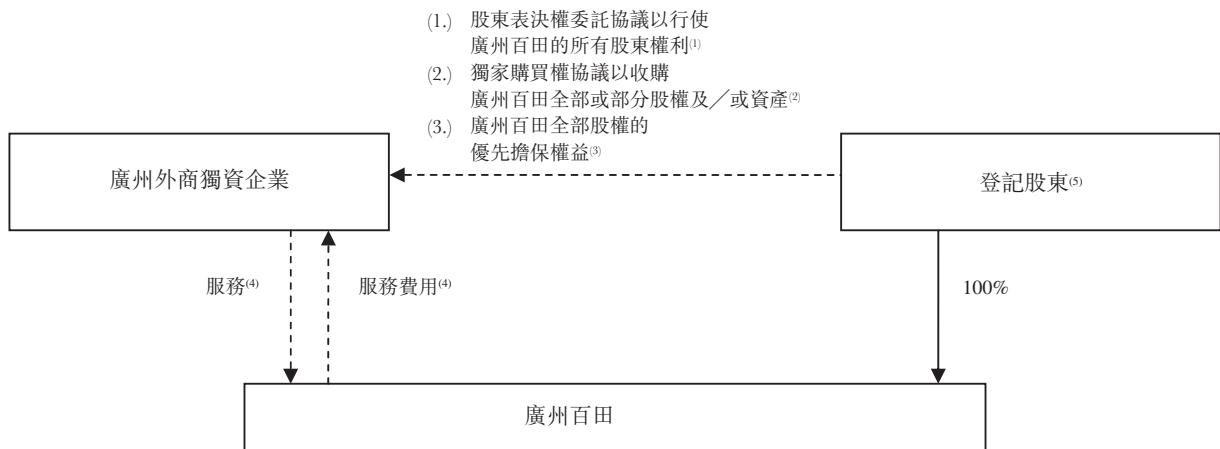 (1.) 股東表決權委託協議以行使
廣州百田的所有股東權利(1)
(2.) 獨家購買權協議以收購
廣州百田全部或部分股權及／或資產(2)
(3.) 廣州百田全部股權的
優先擔保權益(3)
廣州外商獨資企業
登記股東(5)
服務(4)
服務費用(4)
100%
廣州百田